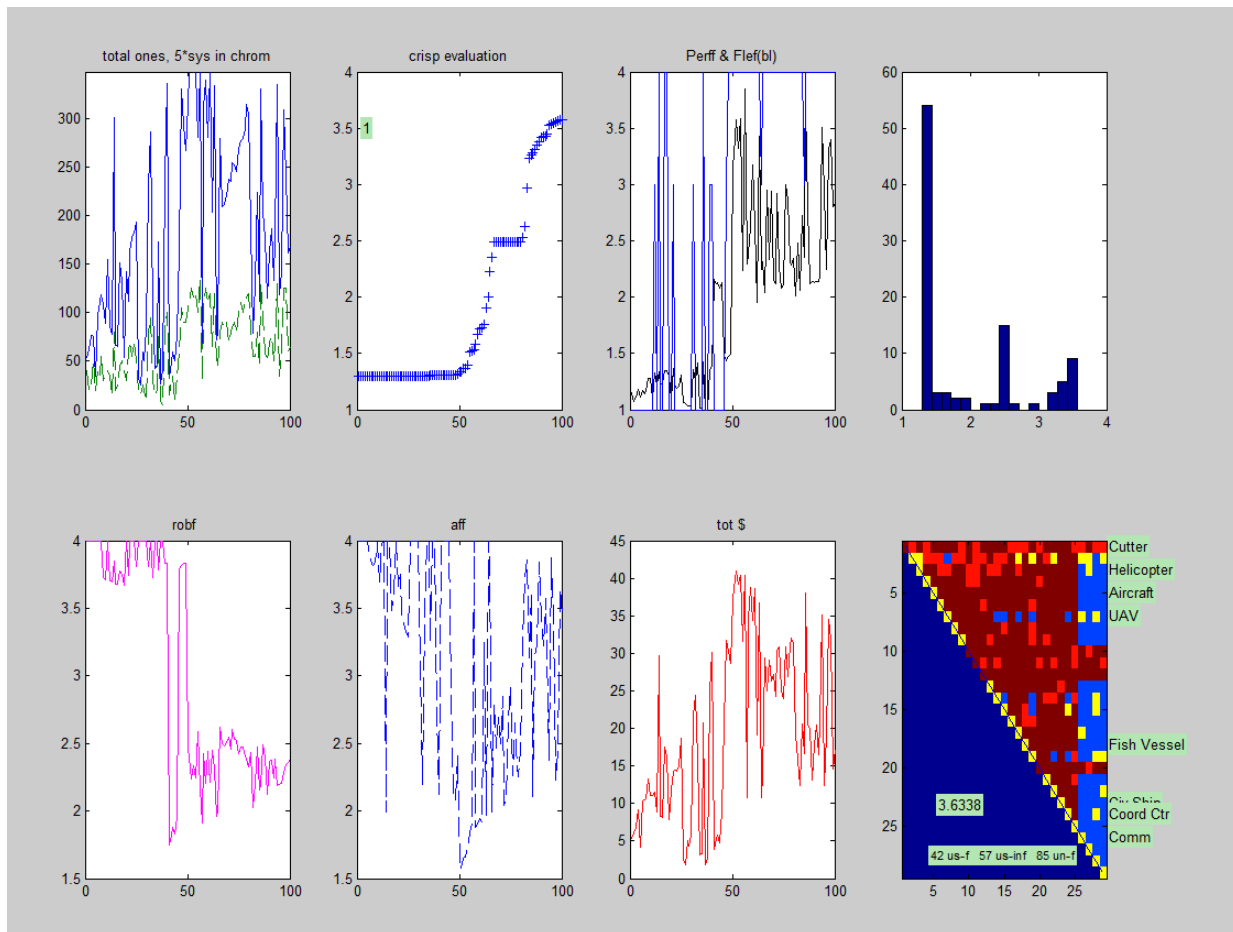 total ones, 5*sys in chrom
crisp evaluation
Perff & Flef(bl)
300
250
200
150
100
50
0
0 50 100
4
3.5
3
2.5
2
1.5
1
0 50 100
1
4
3.5
3
2.5
2
1.5
1
0 50 100
60
50
40
30
20
10
0
1 2 3 4
robf
aff
tot $
4
3.5
3
2.5
2
1.5
0 50 100
4
3.5
3
2.5
2
1.5
0 50 100
45
40
35
30
25
20
15
10
5
0
0 50 100
5
10
15
20
25
5 10 15 20 25
Cutter
Helicopter
Aircraft
UAV
Fish Vessel
Civ Ship
Coord Ctr
Comm
3.6338
42 us-f 57 us-inf 85 un-f